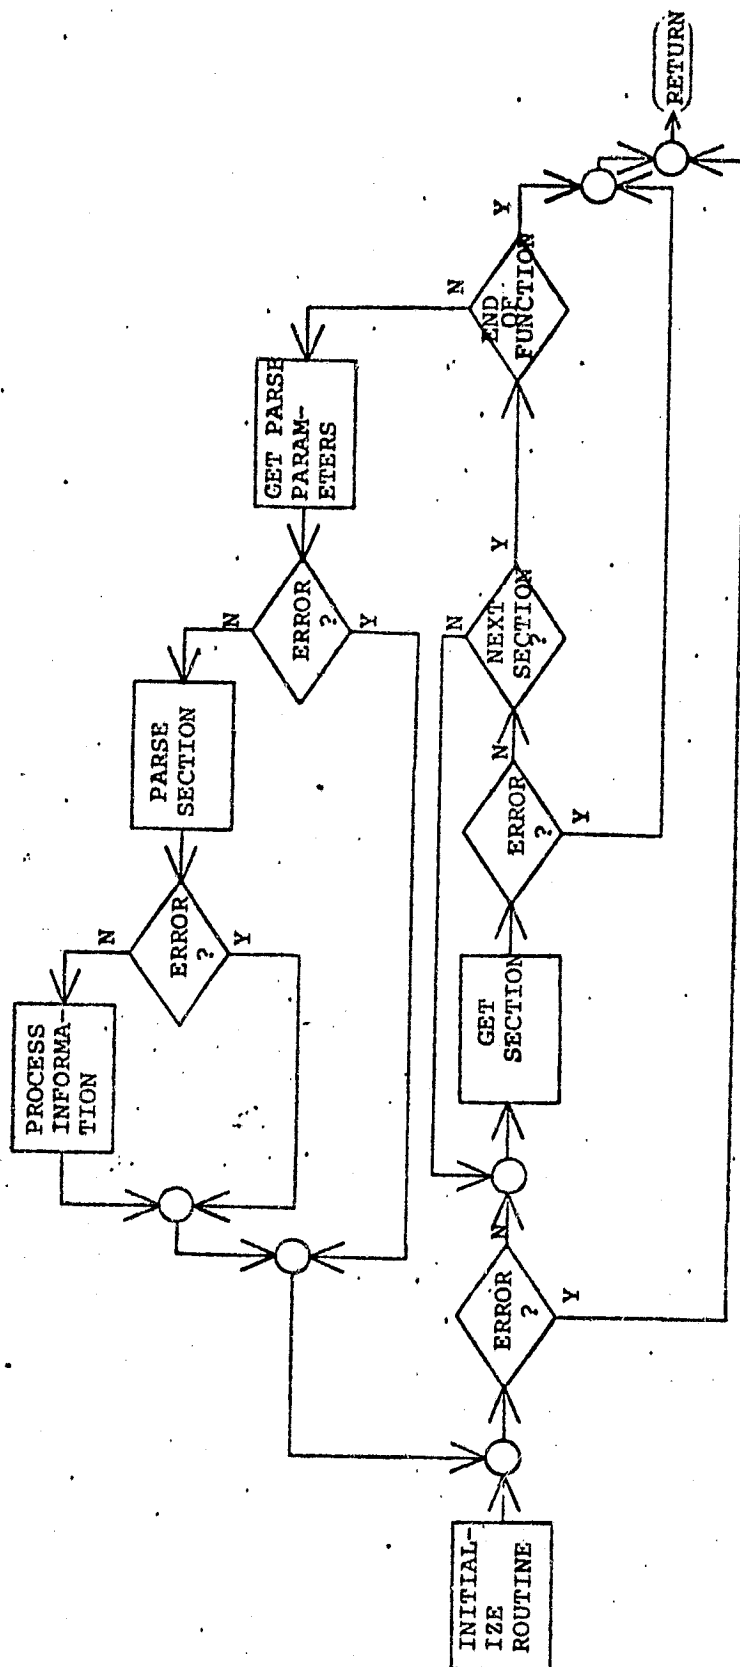 INITIAL-
IZE
ROUTINE
ERROR
?
N
Y
GET
SECTION
ERROR
?
N
Y
NEXT
SECTION
?
N
Y
END
OF
FUNCTION
N
Y
RETURN
GET PARSE
PARAM-
ETERS
ERROR
?
N
Y
PARSE
SECTION
ERROR
?
N
Y
PROCESS
INFORMA-
TION